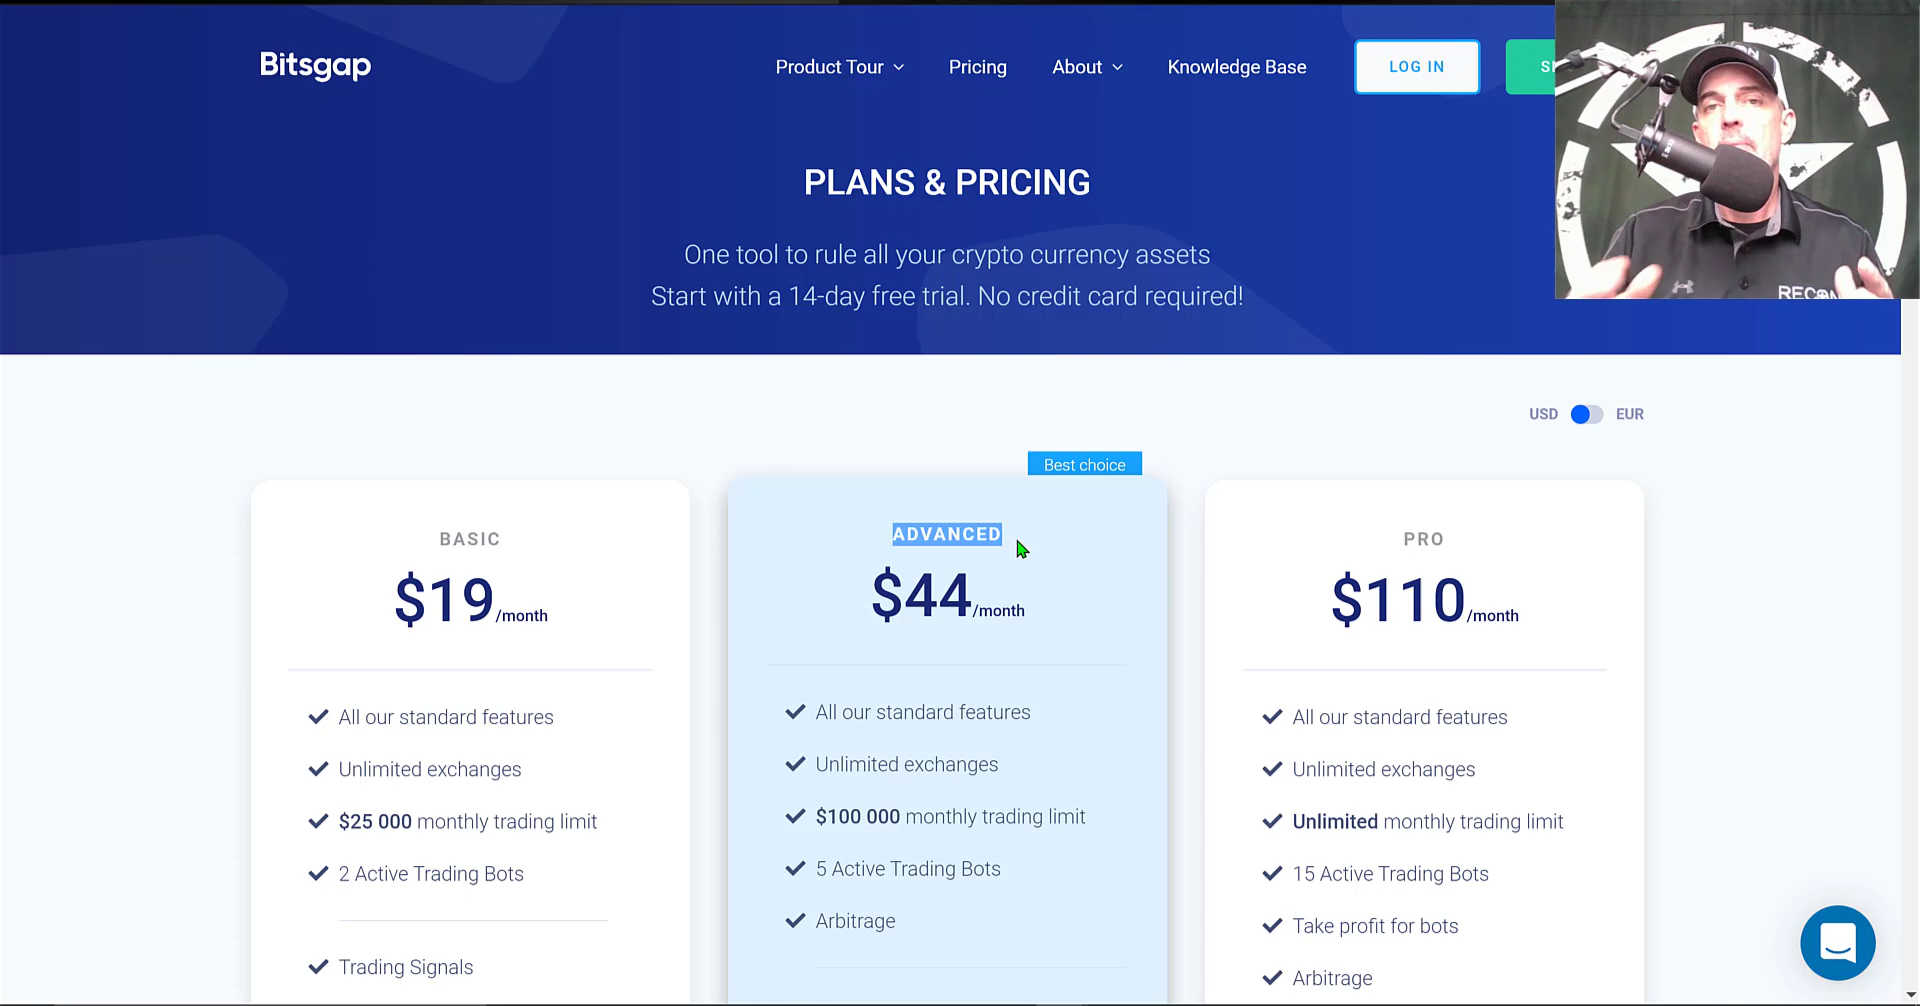 Bitsgap
Product Tour
Pricing
About
Knowledge Base
LOG IN
PLANS & PRICING
One tool to rule all your crypto currency assets
Start with a 14-day free trial. No credit card required!
USD
EUR
Best choice
BASIC
$19/month
All our standard features
Unlimited exchanges
$25 000 monthly trading limit
2 Active Trading Bots
Trading Signals
ADVANCED
$44/month
All our standard features
Unlimited exchanges
$100 000 monthly trading limit
5 Active Trading Bots
Arbitrage
PRO
$110/month
All our standard features
Unlimited exchanges
Unlimited monthly trading limit
15 Active Trading Bots
Take profit for bots
Arbitrage